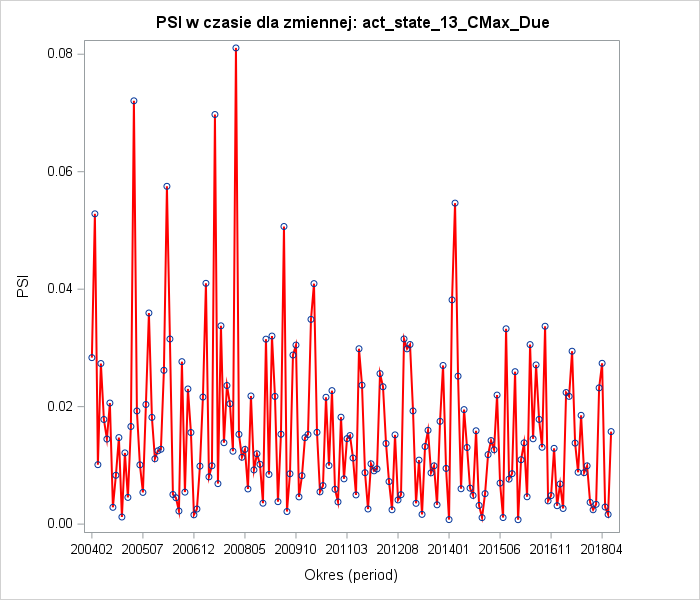 PSI w czasie dla zmiennej: act_state_13_CMax_Due
0.08
0.06
0.04
0.02
0.00
PSI
200402 200507 200612 200805 200910 201103 201208 201401 201506 201611 201804
Okres (period)